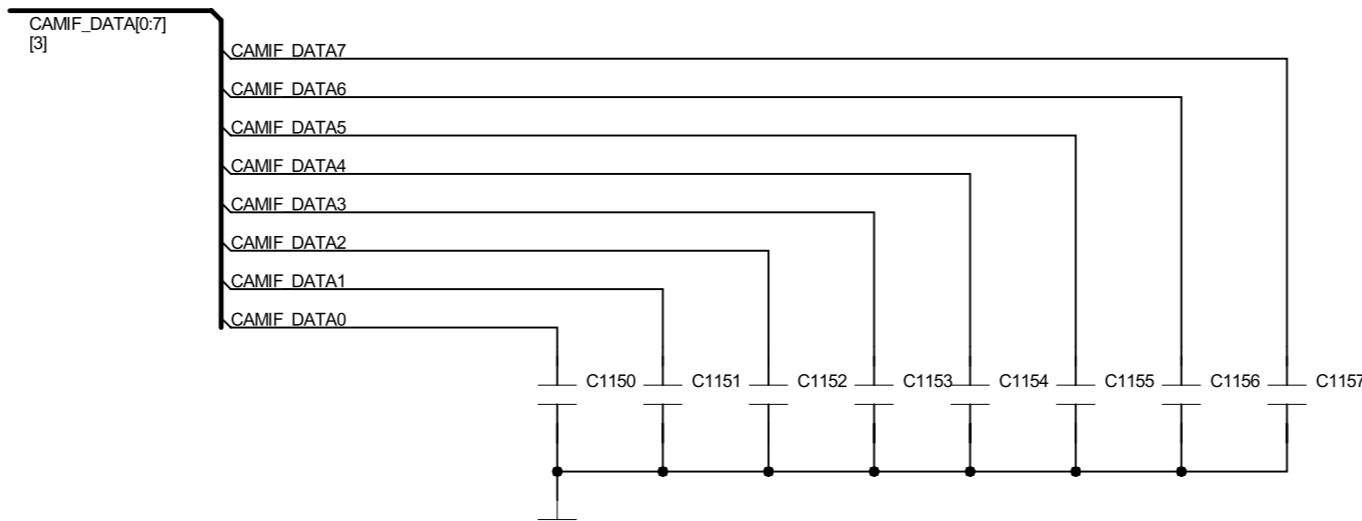 CAMIF_DATA[0:7]
[3]
CAMIF_DATA7
CAMIF_DATA6
CAMIF_DATA5
CAMIF_DATA4
CAMIF_DATA3
CAMIF_DATA2
CAMIF_DATA1
CAMIF_DATA0
C1150 C1151 C1152 C1153 C1154 C1155 C1156 C1157